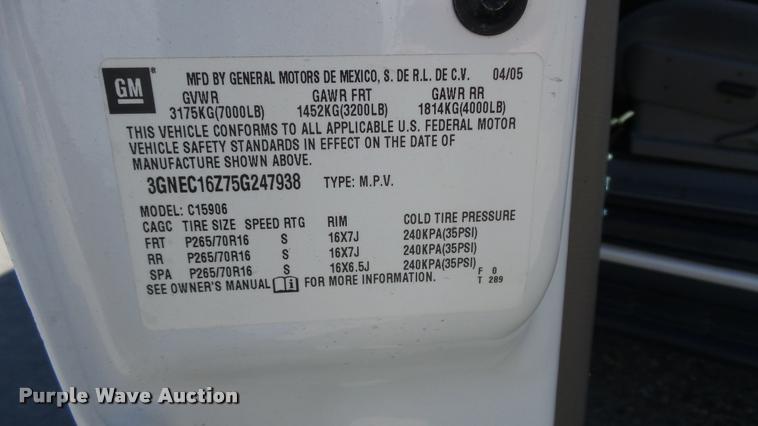 GM ® MFD BY GENERAL MOTORS DE MEXICO, S. DE R.L. DE C.V. 04/05
GVWR GAWR FRT GAWR RR
3175KG(7000LB) 1452KG(3200LB) 1814KG(4000LB)
THIS VEHICLE CONFORMS TO ALL APPLICABLE U.S. FEDERAL MOTOR
VEHICLE SAFETY STANDARDS IN EFFECT ON THE DATE OF
MANUFACTURE SHOWN ABOVE.
3GNEC16Z75G247938 TYPE: M.P.V.
MODEL: C15906
CAGC TIRE SIZE SPEED RTG RIM COLD TIRE PRESSURE
FRT P265/70R16 S 16X7J 240KPA(35PSI)
RR P265/70R16 S 16X7J 240KPA(35PSI)
SPA P265/70R16 S 16X6.5J 240KPA(35PSI)
SEE OWNER'S MANUAL i FOR MORE INFORMATION.
F 0
T 289
Purple Wave Auction